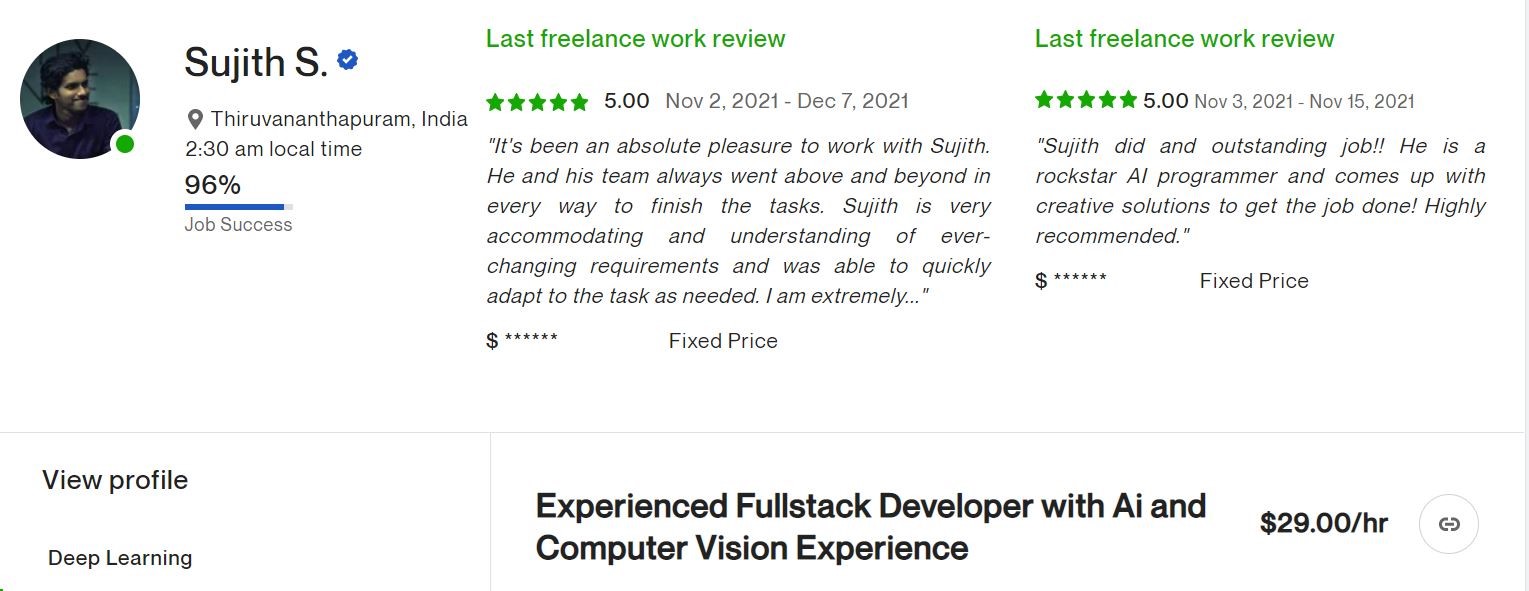 Sujith S.
Thiruvananthapuram, India
2:30 am local time
96%
Job Success
Last freelance work review
5.00 Nov 2, 2021 - Dec 7, 2021
"It's been an absolute pleasure to work with Sujith.
He and his team always went above and beyond in
every way to finish the tasks. Sujith is very
accommodating and understanding of ever-
changing requirements and was able to quickly
adapt to the task as needed. I am extremely..."
$ ****** Fixed Price
Last freelance work review
5.00 Nov 3, 2021 - Nov 15, 2021
"Sujith did and outstanding job!! He is a
rockstar AI programmer and comes up with
creative solutions to get the job done! Highly
recommended."
$ ****** Fixed Price
View profile
Deep Learning
Experienced Fullstack Developer with Ai and
Computer Vision Experience
$29.00/hr